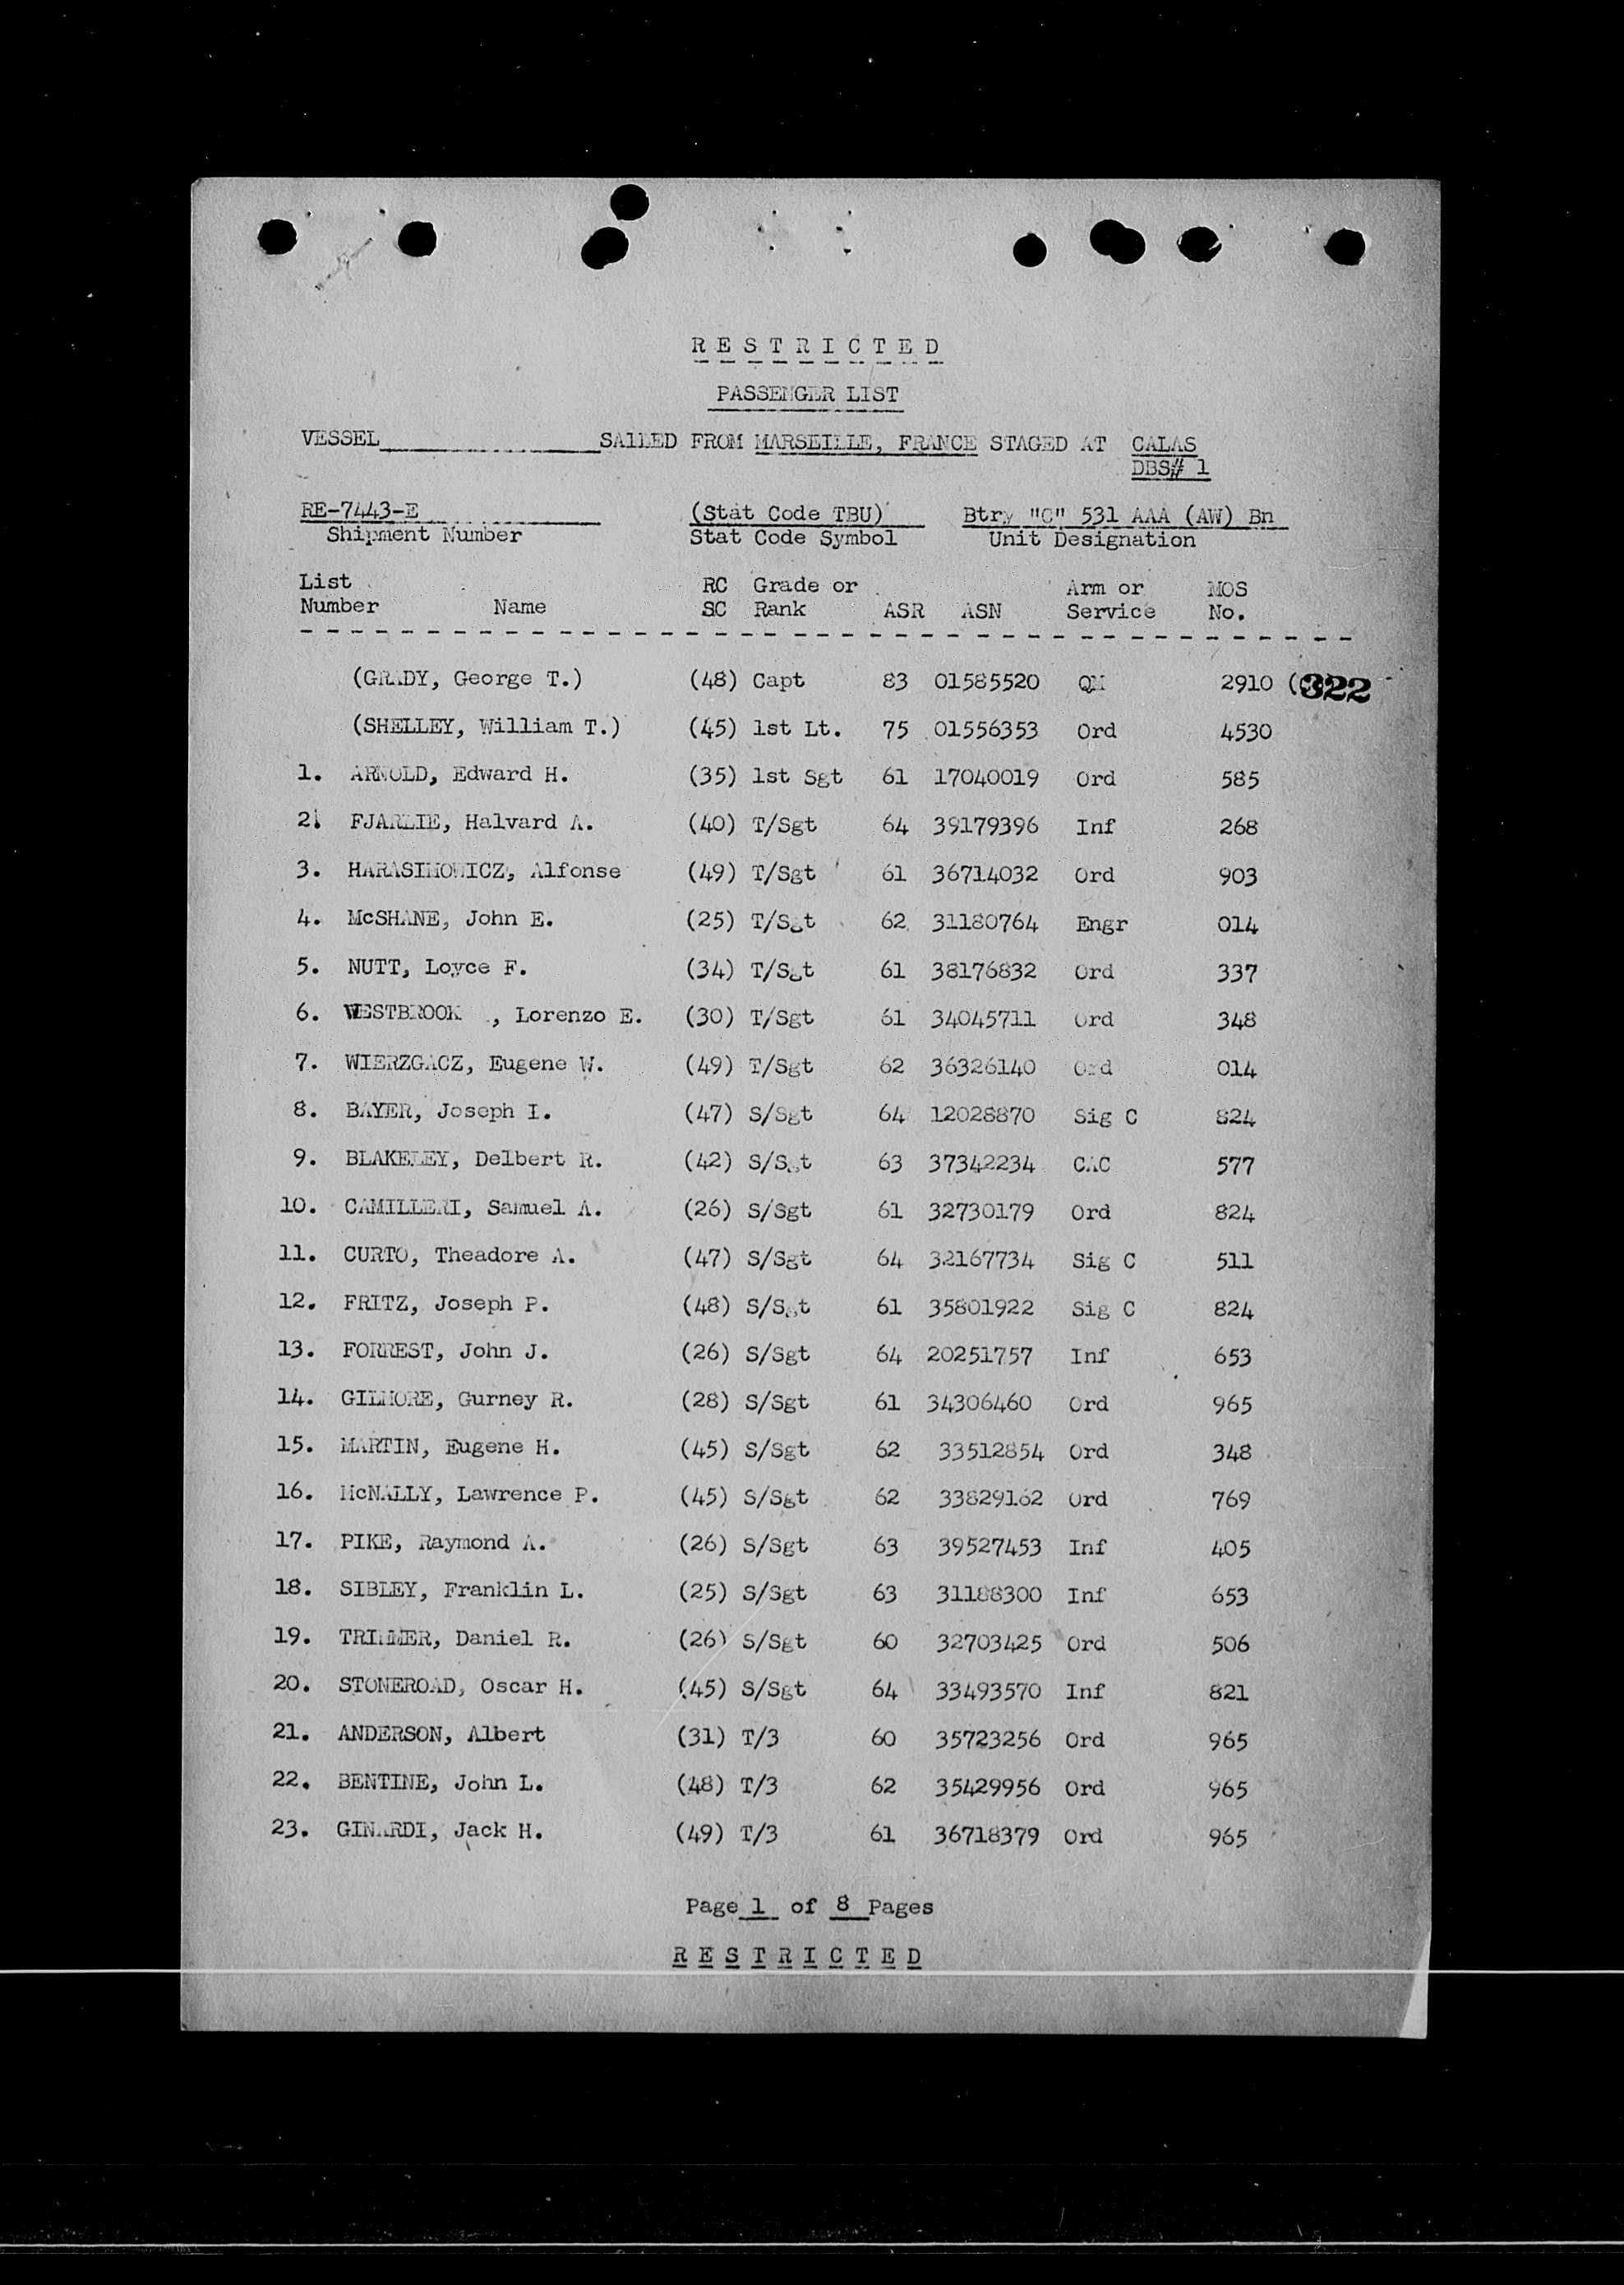 R E S T R I C T E D
PASSENGER LIST
VESSEL SAILED FROM MARSEILLE, FRANCE STAGED AT CALAS
DBS# 1
RE-7443-E (Stat Code TBU) Btry "C" 531 AAA (AW) Bn
Shipment Number Stat Code Symbol Unit Designation
List RC Grade or Arm or MOS
Number Name SC Rank ASR ASN Service No.
(GRADY, George T.) (48) Capt 83 01585520 QM 2910 (322
(SHELLEY, William T.) (45) 1st Lt. 75 01556353 Ord 4530
1. ARNOLD, Edward H. (35) 1st Sgt 61 17040019 Ord 585
2. FJARLIE, Halvard A. (40) T/Sgt 64 39179396 Inf 268
3. HARASIMOWICZ, Alfonse (49) T/Sgt 61 36714032 Ord 903
4. McSHANE, John E. (25) T/Sgt 62 31180764 Engr 014
5. NUTT, Loyce F. (34) T/Sgt 61 38176832 Ord 337
6. WESTBROOK , Lorenzo E. (30) T/Sgt 61 34045711 Ord 348
7. WIERZGACZ, Eugene W. (49) T/Sgt 62 36326140 Ord 014
8. BAYER, Joseph I. (47) S/Sgt 64 12028870 Sig C 824
9. BLAKELEY, Delbert R. (42) S/Sgt 63 37342234 CAC 577
10. CAMILLERI, Samuel A. (26) S/Sgt 61 32730179 Ord 824
11. CURTO, Theadore A. (47) S/Sgt 64 32167734 Sig C 511
12. FRITZ, Joseph P. (48) S/Sgt 61 35801922 Sig C 824
13. FORREST, John J. (26) S/Sgt 64 20251757 Inf 653
14. GILMORE, Gurney R. (28) S/Sgt 61 34306460 Ord 965
15. MARTIN, Eugene H. (45) S/Sgt 62 33512854 Ord 348
16. McNALLY, Lawrence P. (45) S/Sgt 62 33829162 Ord 769
17. PIKE, Raymond A. (26) S/Sgt 63 39527453 Inf 405
18. SIBLEY, Franklin L. (25) S/Sgt 63 31188300 Inf 653
19. TRIMMER, Daniel R. (26) S/Sgt 60 32703425 Ord 506
20. STONEROAD, Oscar H. (45) S/Sgt 64 33493570 Inf 821
21. ANDERSON, Albert (31) T/3 60 35723256 Ord 965
22. BENTINE, John L. (48) T/3 62 35429956 Ord 965
23. GINARDI, Jack H. (49) T/3 61 36718379 Ord 965
Page 1 of 8 Pages
R E S T R I C T E D